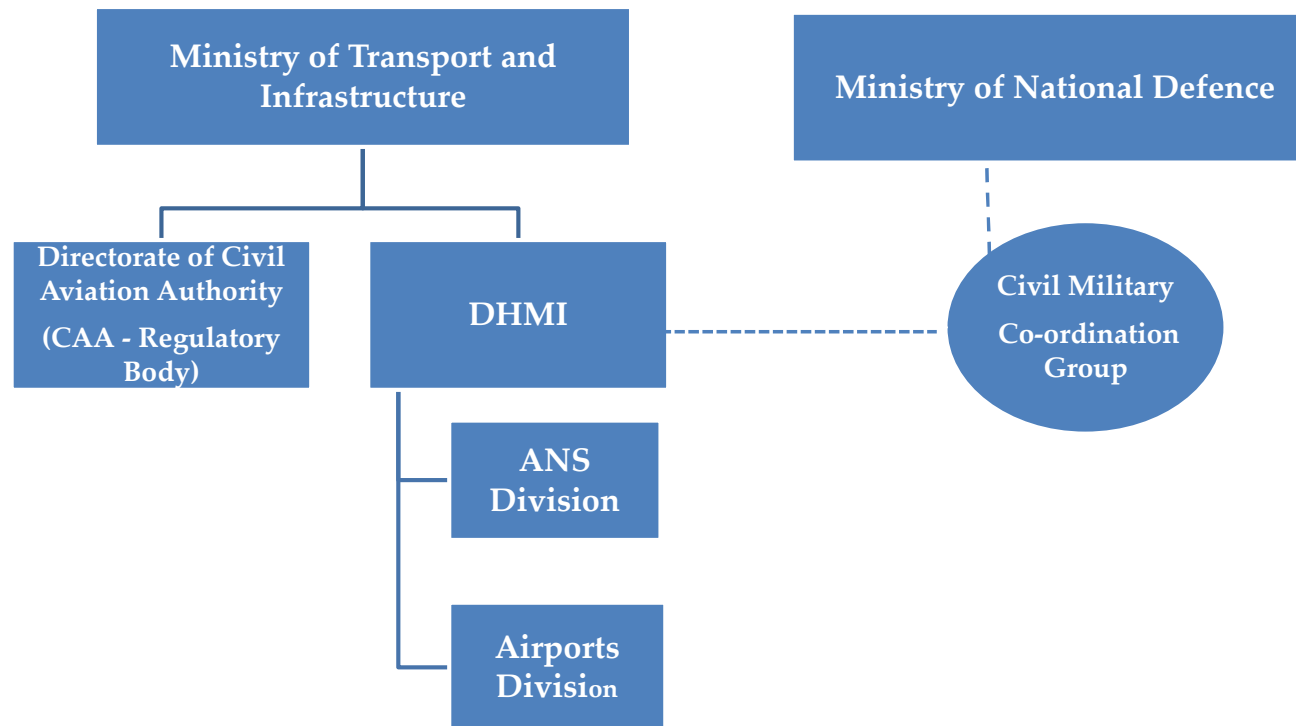 Ministry of Transport and
Infrastructure
Ministry of National Defence
Directorate of Civil
Aviation Authority
(CAA - Regulatory
Body)
DHMI
Civil Military
Co-ordination
Group
ANS
Division
Airports
Division